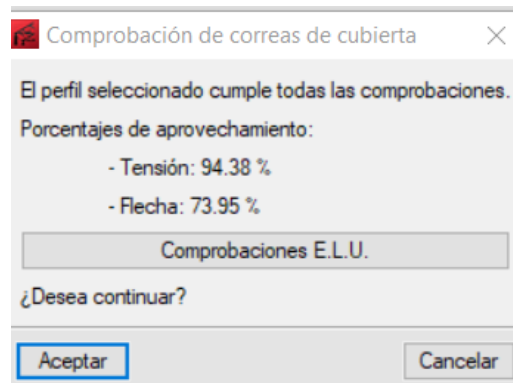 Comprobación de correas de cubierta
El perfil seleccionado cumple todas las comprobaciones.
Porcentajes de aprovechamiento:
- Tensión: 94.38 %
- Flecha: 73.95 %
Comprobaciones E.L.U.
¿Desea continuar?
Aceptar
Cancelar